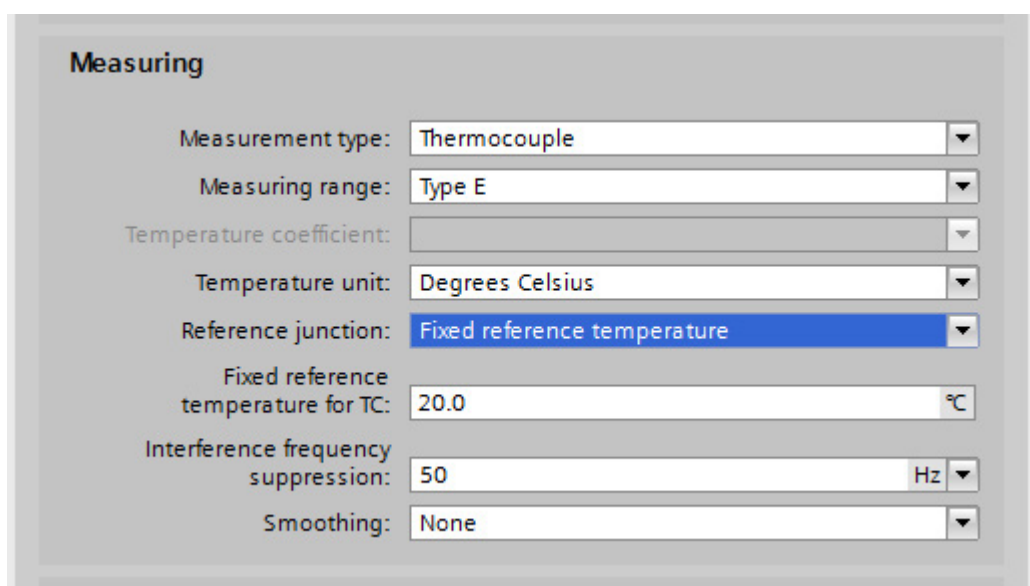 Measuring
Measurement type: Thermocouple
Measuring range: Type E
Temperature coefficient:
Temperature unit: Degrees Celsius
Reference junction: Fixed reference temperature
Fixed reference
temperature for TC: 20.0 °C
Interference frequency
suppression: 50 Hz
Smoothing: None